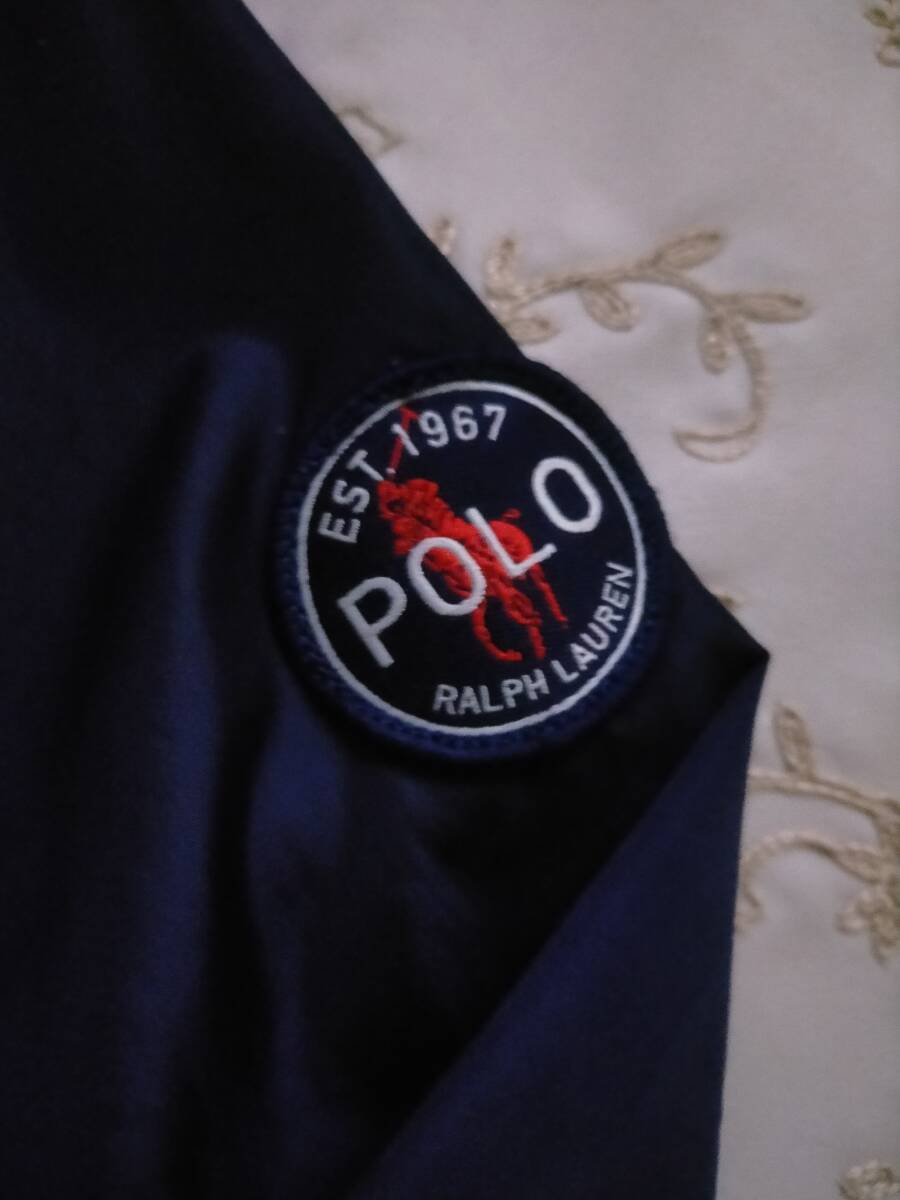 EST. 1967
POLO
RALPH LAUREN